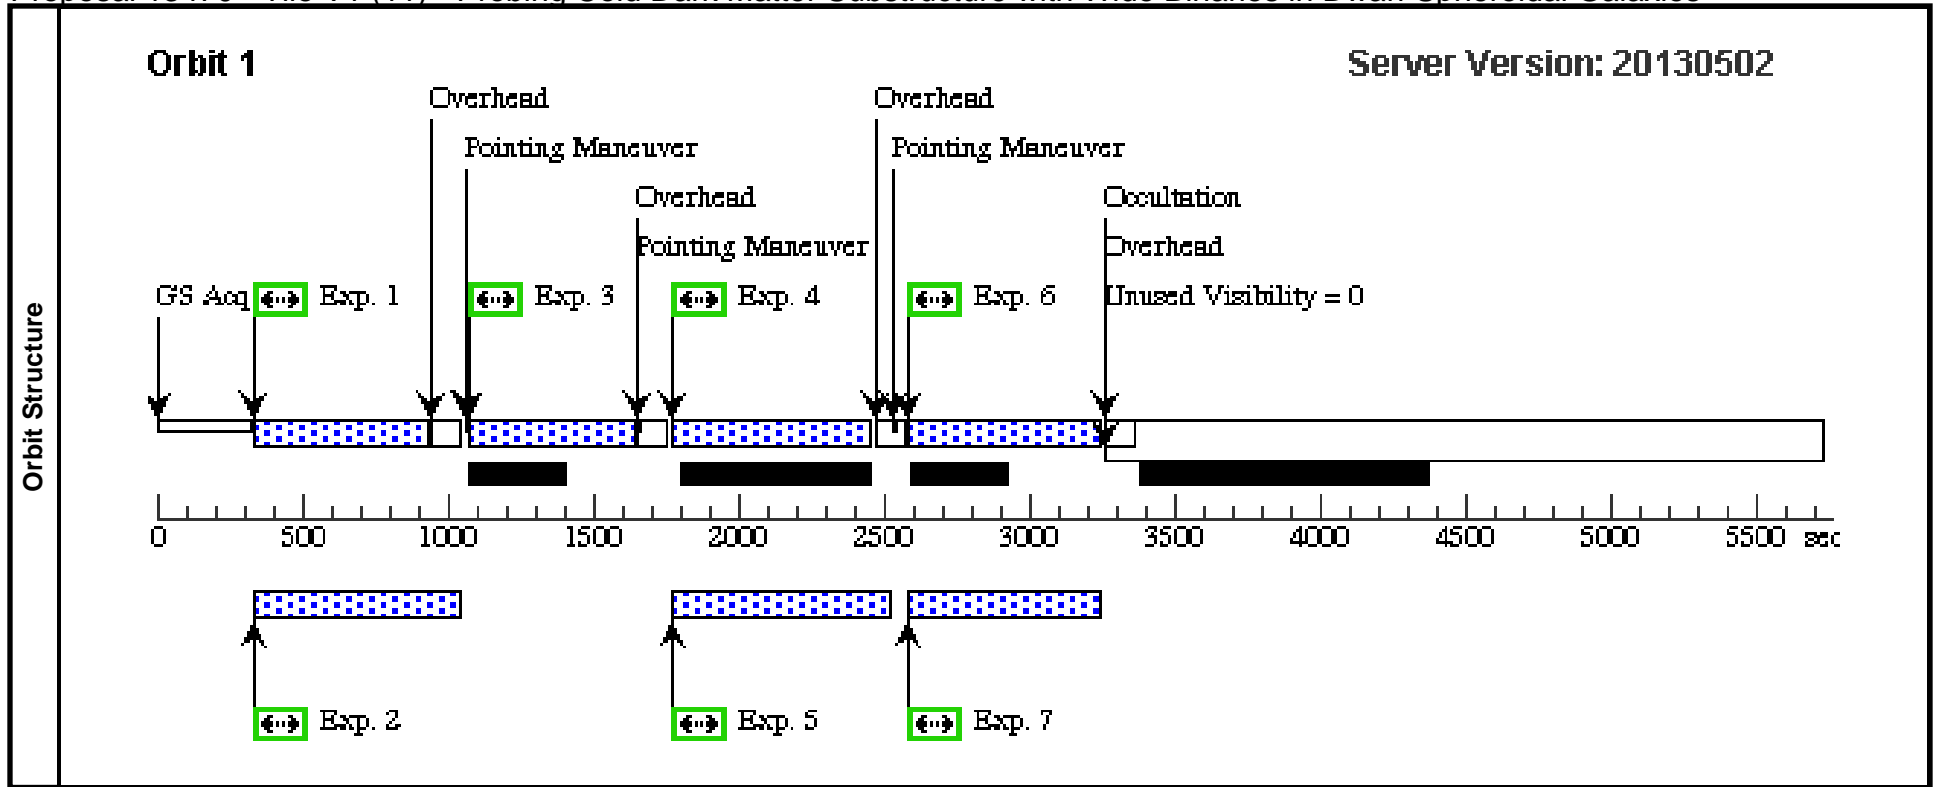 Orbit 1
Server Version: 20130502
Overhead
Overhead
Pointing Maneuver
Pointing Maneuver
Overhead
Occultation
Pointing Maneuver
Overhead
GS Acq
Exp. 1
Exp. 3
Exp. 4
Exp. 6
Unused Visibility = 0
Orbit Structure
0 500 1000 1500 2000 2500 3000 3500 4000 4500 5000 5500 sec
Exp. 2
Exp. 5
Exp. 7